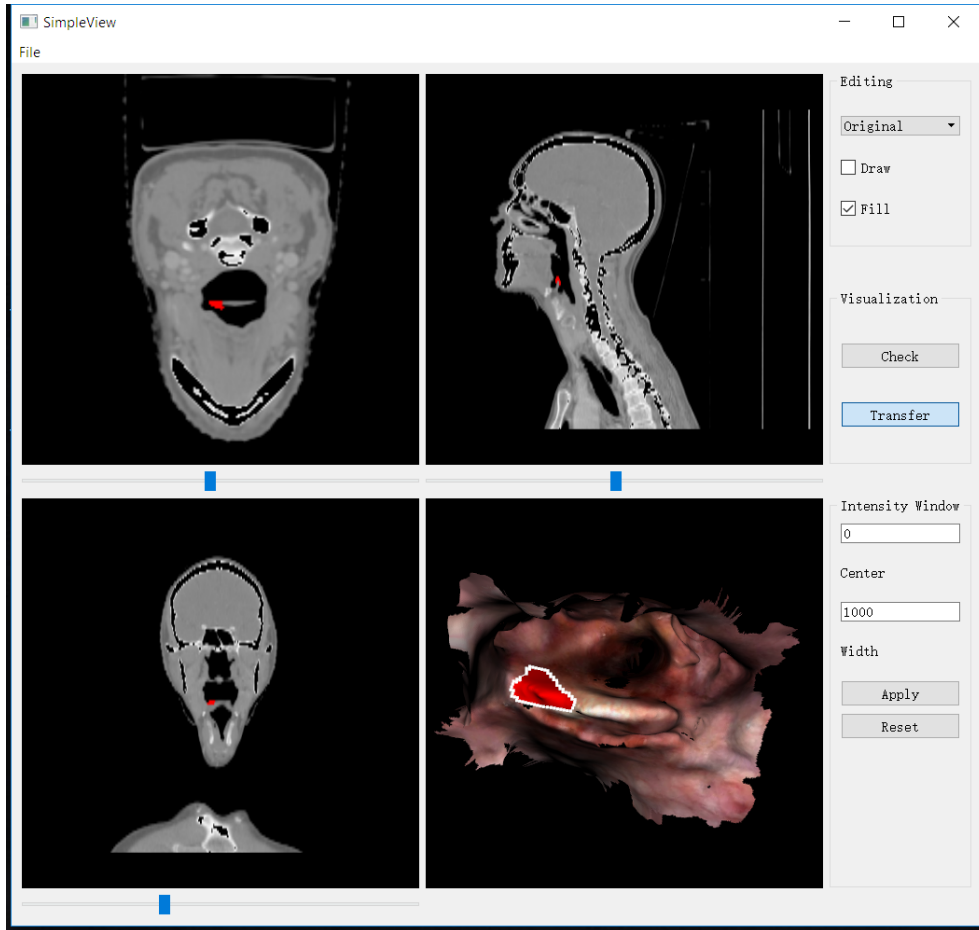 SimpleView
File
Editing
Original
Draw
Fill
Visualization
Check
Transfer
Intensity Window
0
Center
1000
Width
Apply
Reset